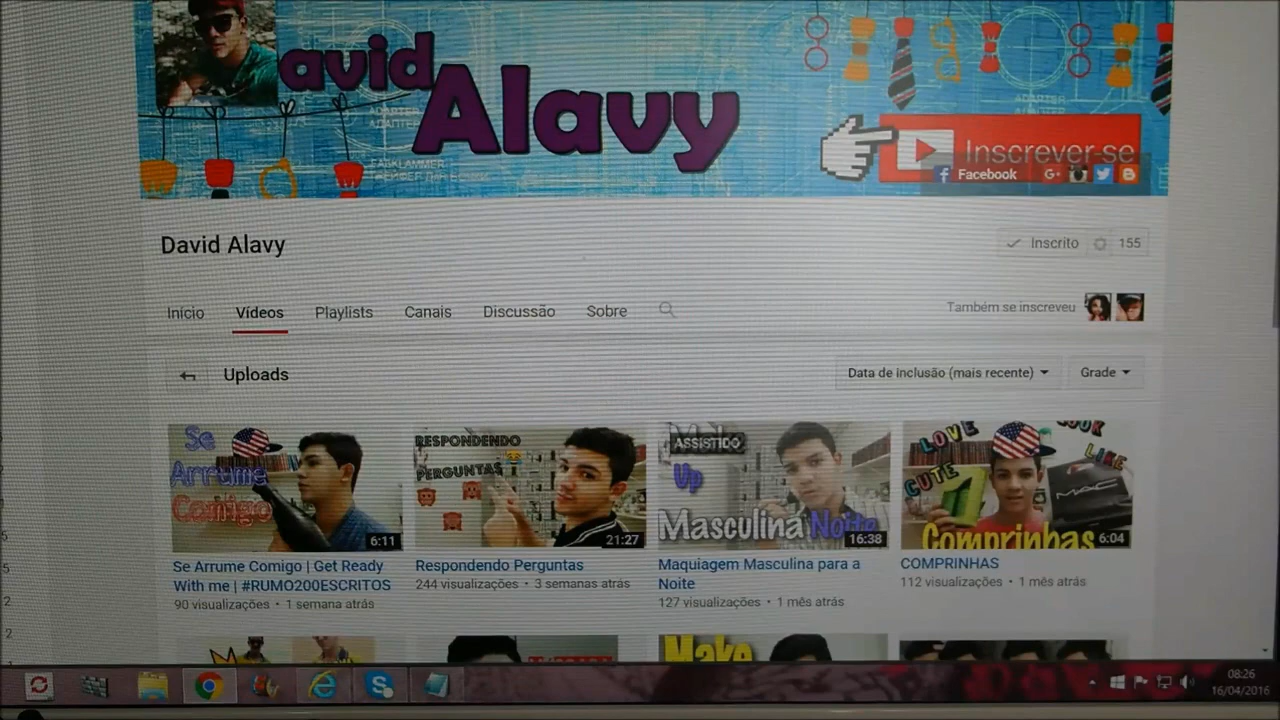 avid
Alavy
ADAPTER
Inscrever-se
Facebook
David Alavy
Inscrito
155
Início
Vídeos
Playlists
Canais
Discussão
Sobre
Também se inscreveu
Uploads
Data de inclusão (mais recente)
Grade
Se
Arrume
Comigo
6:11
RESPONDENDO
PERGUNTAS
21:27
ASSISTIDO
Up
Masculina Noite
16:38
LOVE
LOOK
LIKE
CUTE
MAC
Comprinhas
6:04
Se Arrume Comigo | Get Ready
With me | #RUMO200ESCRITOS
90 visualizações • 1 semana atrás
Respondendo Perguntas
244 visualizações • 3 semanas atrás
Maquiagem Masculina para a
Noite
127 visualizações • 1 mês atrás
COMPRINHAS
112 visualizações • 1 mês atrás
Make
08:26
16/04/2016